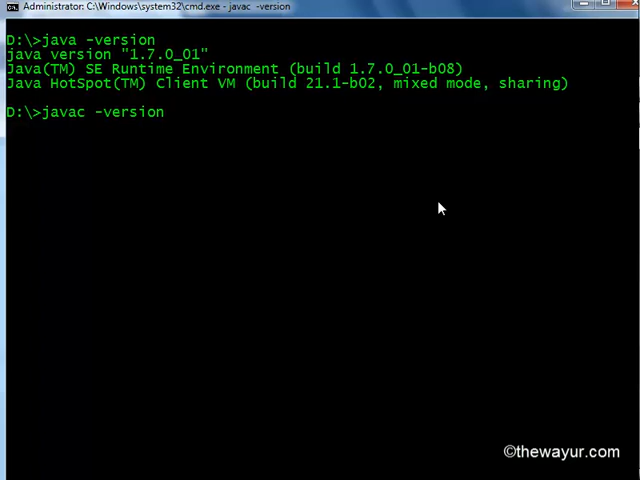 Administrator: C:\Windows\system32\cmd.exe - javac -version
D:\>java -version
java version "1.7.0_01"
Java(TM) SE Runtime Environment (build 1.7.0_01-b08)
Java HotSpot(TM) Client VM (build 21.1-b02, mixed mode, sharing)
D:\>javac -version
©thewayur.com